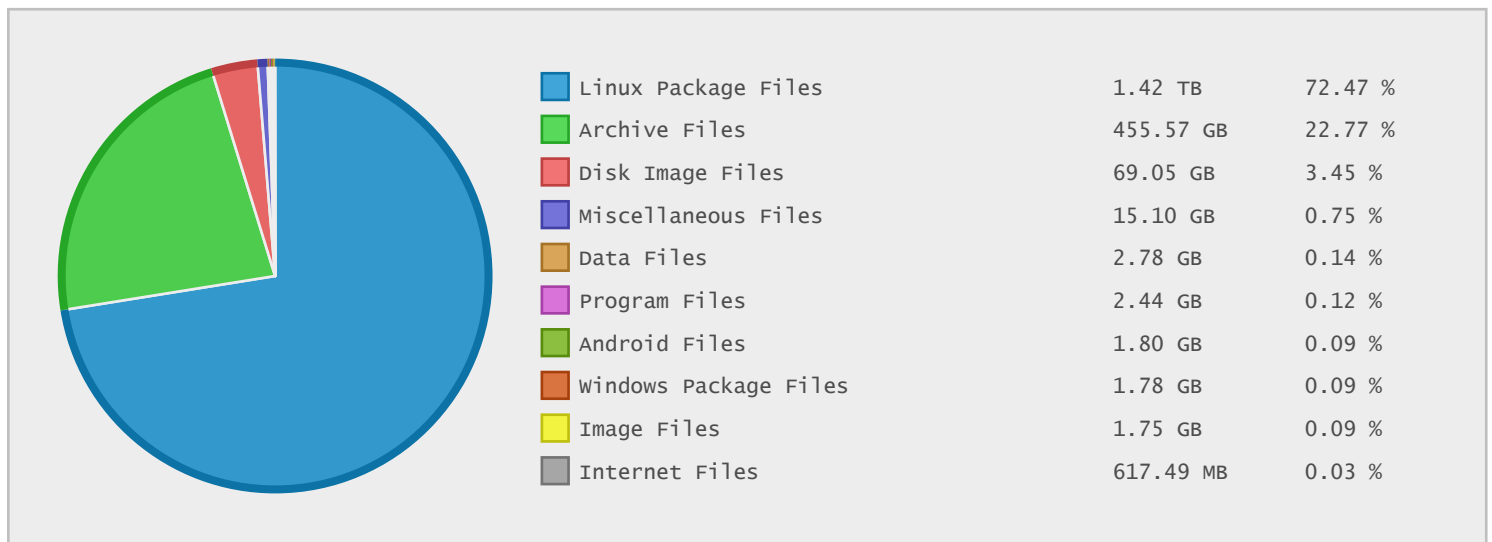 Linux Package Files 1.42 TB 72.47 %
Archive Files 455.57 GB 22.77 %
Disk Image Files 69.05 GB 3.45 %
Miscellaneous Files 15.10 GB 0.75 %
Data Files 2.78 GB 0.14 %
Program Files 2.44 GB 0.12 %
Android Files 1.80 GB 0.09 %
Windows Package Files 1.78 GB 0.09 %
Image Files 1.75 GB 0.09 %
Internet Files 617.49 MB 0.03 %